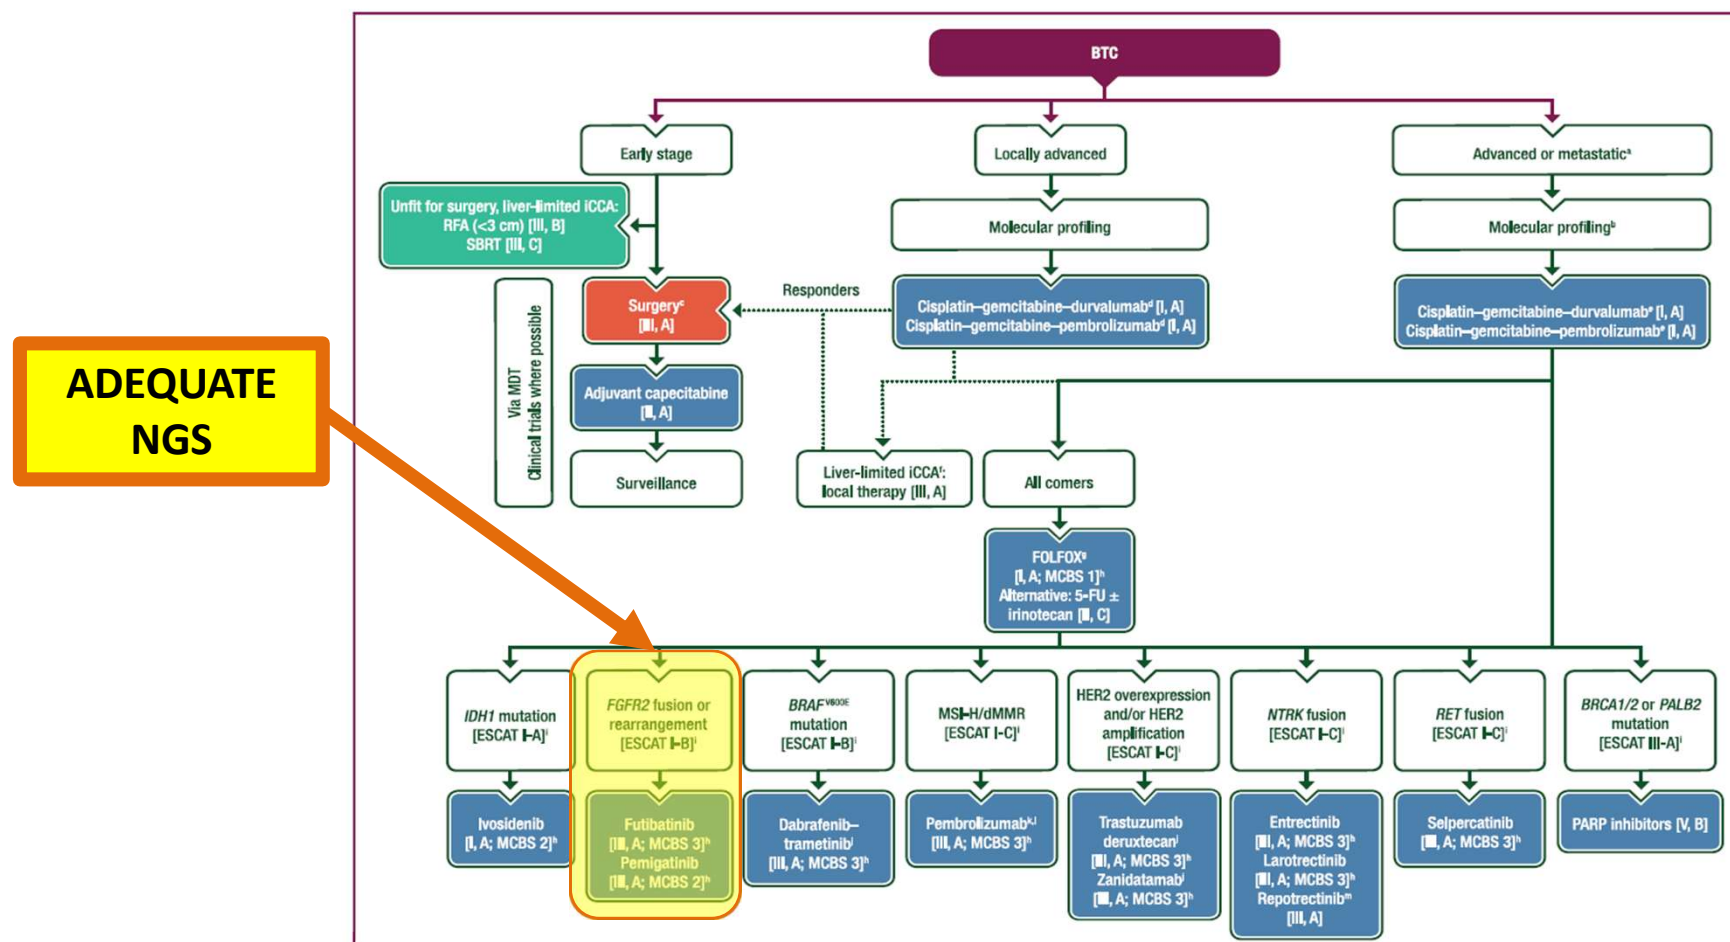 BTC
Early stage
Locally advanced
Advanced or metastaticᵃ
Unfit for surgery, liver-limited iCCA:
RFA (<3 cm) [III, B]
SBRT [III, C]
Molecular profiling
Molecular profilingᵇ
Via MDT
Clinical trials where possible
Surgeryᶜ
[III, A]
Responders
Cisplatin–gemcitabine–durvalumabᵈ [I, A]
Cisplatin–gemcitabine–pembrolizumabᵈ [I, A]
Cisplatin–gemcitabine–durvalumabᵉ [I, A]
Cisplatin–gemcitabine–pembrolizumabᵉ [I, A]
ADEQUATE
NGS
Adjuvant capecitabine
[II, A]
Surveillance
Liver-limited iCCAᶠ:
local therapy [III, A]
All comers
FOLFOXᵍ
[I, A; MCBS 1]ʰ
Alternative: 5-FU ±
irinotecan [II, C]
IDH1 mutation
[ESCAT I-A]ⁱ
FGFR2 fusion or
rearrangement
[ESCAT I-B]ⁱ
BRAFⱽ⁶⁰⁰ᴱ
mutation
[ESCAT I-B]ⁱ
MSI-H/dMMR
[ESCAT I-C]ⁱ
HER2 overexpression
and/or HER2
amplification
[ESCAT I-C]ⁱ
NTRK fusion
[ESCAT I-C]ⁱ
RET fusion
[ESCAT I-C]ⁱ
BRCA1/2 or PALB2
mutation
[ESCAT III-A]ⁱ
Ivosidenib
[I, A; MCBS 2]ʰ
Futibatinib
[III, A; MCBS 3]ʰ
Pemigatinib
[III, A; MCBS 2]ʰ
Dabrafenib–
trametinibʲ
[III, A; MCBS 3]ʰ
Pembrolizumabᵏ,ˡ
[III, A; MCBS 3]ʰ
Trastuzumab
deruxtecanʲ
[III, A; MCBS 3]ʰ
Zanidatamabʲ
[III, A; MCBS 3]ʰ
Entrectinib
[III, A; MCBS 3]ʰ
Larotrectinib
[III, A; MCBS 3]ʰ
Repotrectinibᵐ
[III, A]
Selpercatinib
[III, A; MCBS 3]ʰ
PARP inhibitors [V, B]